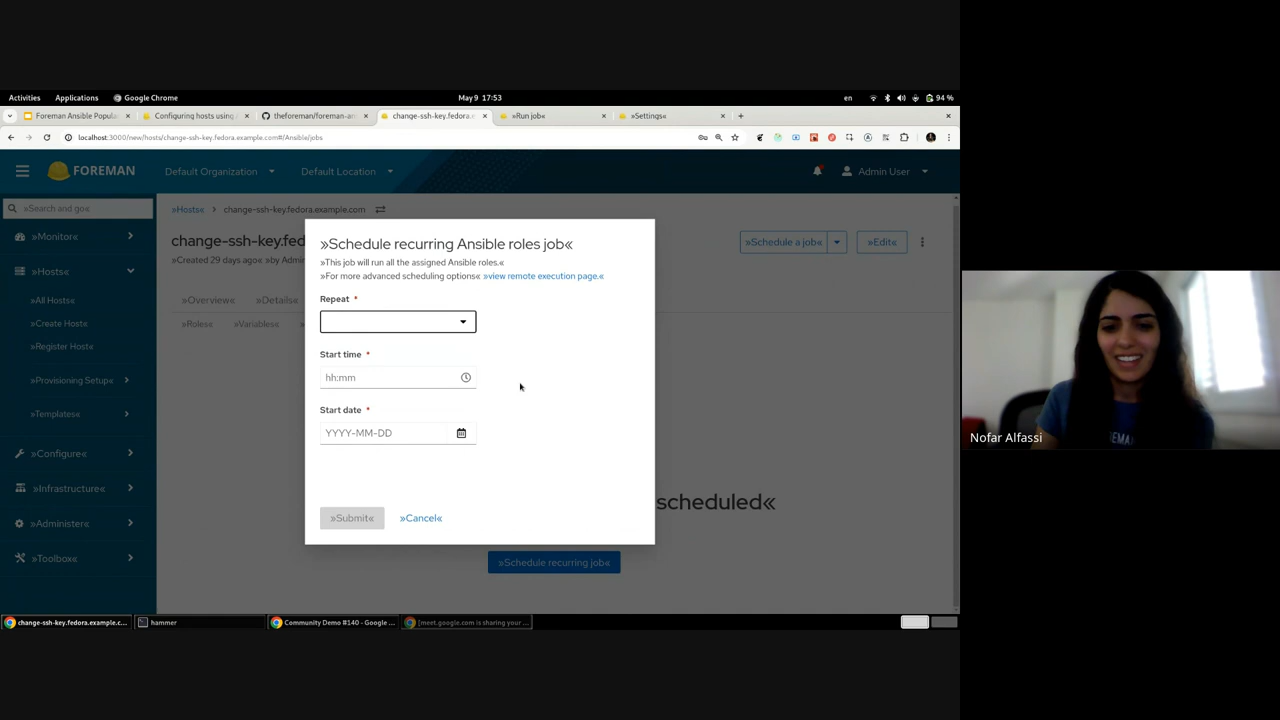 Activities Applications Google Chrome May 9 17:53 en 94 %
Foreman Ansible Popula Configuring hosts using theforeman/foreman-an change-ssh-key.fedora. »Run job« »Settings«
localhost:3000/new/hosts/change-ssh-key.fedora.example.com#/Ansible/jobs
FOREMAN Default Organization Default Location Admin User
»Search and go«
»Hosts« change-ssh-key.fedora.example.com
»Monitor«
change-ssh-key.fed
»Schedule a job« »Edit«
»Created 29 days ago« »by Admin
»Hosts«
»All Hosts«
»Create Host«
»Register Host«
»Provisioning Setup«
»Templates«
»Configure«
»Infrastructure«
»Administer«
»Toolbox«
»Overview« »Details«
»Roles« »Variables«
»Schedule recurring Ansible roles job«
»This job will run all the assigned Ansible roles.«
»For more advanced scheduling options« »view remote execution page.«
Repeat *
Start time *
hh:mm
Start date *
YYYY-MM-DD
»Submit« »Cancel«
scheduled«
»Schedule recurring job«
change-ssh-key.fedora.example.c... hammer Community Demo #140 - Google ... [meet.google.com is sharing your ...
Nofar Alfassi